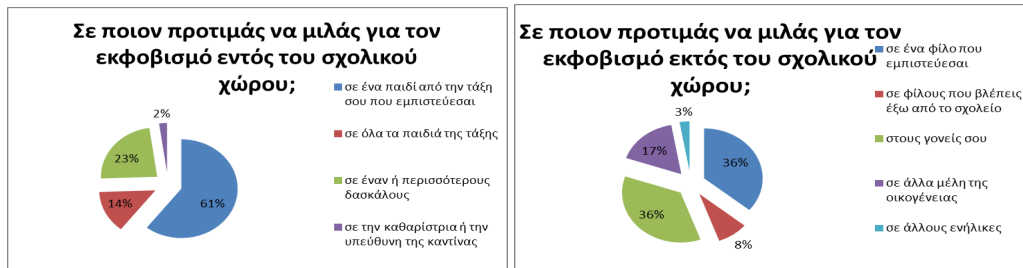 Σε ποιον προτιμάς να μιλάς για τον
εκφοβισμό εντός του σχολικού
χώρου;
σε ένα παιδί από την τάξη
σου που εμπιστεύεσαι
σε όλα τα παιδιά της τάξης
σε έναν ή περισσότερους
δασκάλους
σε την καθαρίστρια ή την
υπεύθυνη της καντίνας
2%
23%
14%
61%
Σε ποιον προτιμάς να μιλάς για τον
εκφοβισμό εκτός του σχολικού
χώρου;
σε ένα φίλο που
εμπιστεύεσαι
σε φίλους που βλέπεις
έξω από το σχολείο
στους γονείς σου
σε άλλα μέλη της
οικογένειας
σε άλλους ενήλικες
3%
17%
36%
36%
8%